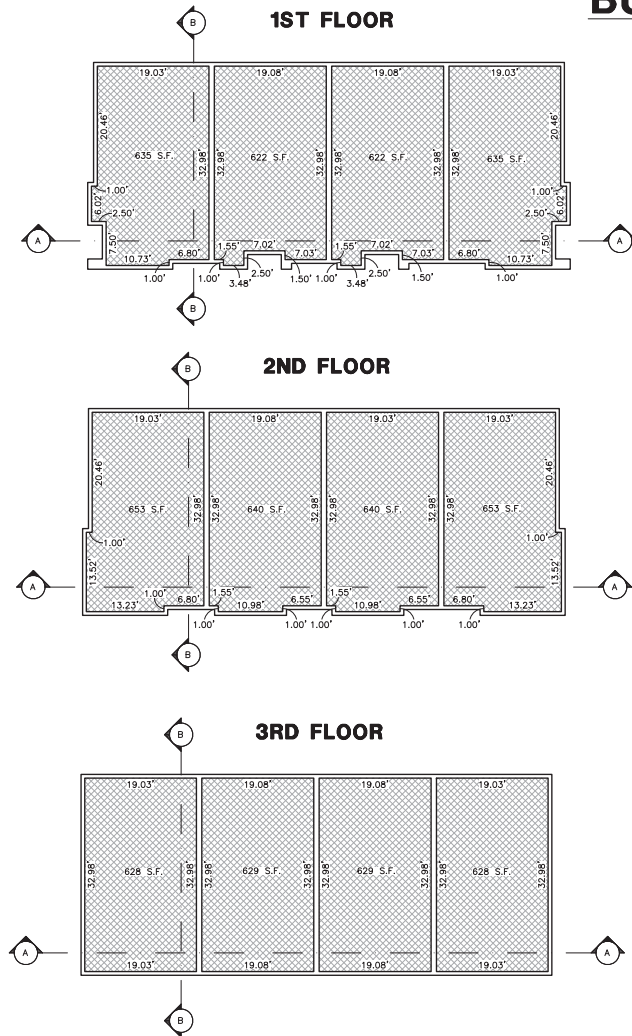 BU
1ST FLOOR
B
19.03' 19.08' 19.08' 19.03'
20.46' 20.46'
635 S.F. 32.98' 32.98' 622 S.F. 32.98' 32.98' 622 S.F. 32.98' 32.98' 635 S.F.
1.00' 1.00'
6.02' 6.02'
2.50' 2.50'
A A
7.50' 1.55' 7.02' 1.55' 7.02' 7.50'
10.73' 6.80' 7.03' 7.03' 6.80' 10.73'
1.00' 1.00' 2.50' 1.50' 1.00' 2.50' 1.50' 1.00'
3.48' 3.48'
B
2ND FLOOR
B
19.03' 19.08' 19.03' 19.03'
20.46' 20.46'
653 S.F. 32.98' 32.98' 640 S.F. 32.98' 32.98' 640 S.F. 32.98' 32.98' 653 S.F.
1.00' 1.00'
13.52' 13.52'
A A
1.00' 1.55' 1.55'
13.23' 6.80' 10.98' 6.55' 10.98' 6.55' 6.80' 13.23'
1.00' 1.00' 1.00' 1.00' 1.00'
B
3RD FLOOR
B
19.03' 19.08' 19.08' 19.03'
32.98' 628 S.F. 32.98' 32.98' 629 S.F. 32.98' 32.98' 629 S.F. 32.98' 32.98' 628 S.F. 32.98'
A A
19.03' 19.08' 19.08' 19.03'
B